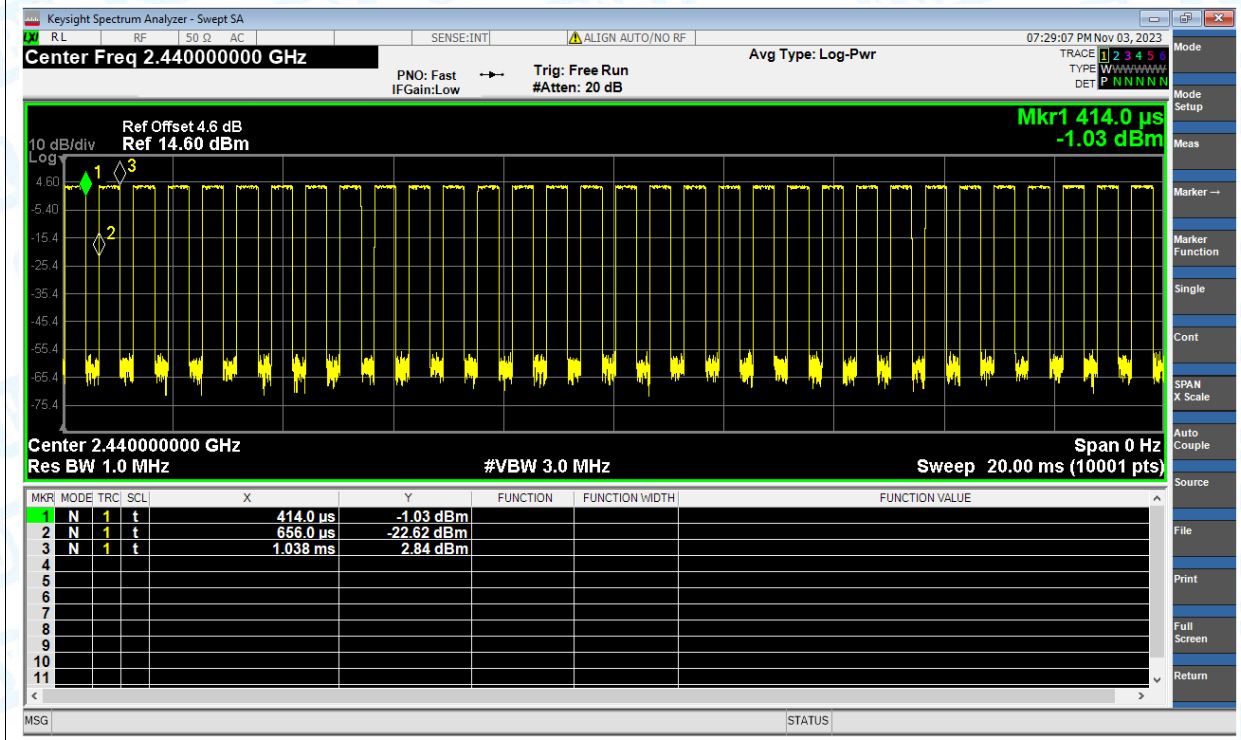 Keysight Spectrum Analyzer - Swept SA
LXI RL RF 50 Ω AC SENSE:INT ALIGN AUTO/NO RF 07:29:07 PM Nov 03, 2023
Center Freq 2.440000000 GHz
PNO: Fast
IFGain:Low
Trig: Free Run
#Atten: 20 dB
Avg Type: Log-Pwr
TRACE 1 2 3 4 5 6
TYPE WWWWWW
DET P N N N N N
Mkr1 414.0 µs
-1.03 dBm
Ref Offset 4.6 dB
10 dB/div Ref 14.60 dBm
Log
1
3
2
4.60
-5.40
-15.4
-25.4
-35.4
-45.4
-55.4
-65.4
-75.4
Center 2.440000000 GHz Span 0 Hz
Res BW 1.0 MHz #VBW 3.0 MHz Sweep 20.00 ms (10001 pts)
MKR MODE TRC SCL X Y FUNCTION FUNCTION WIDTH FUNCTION VALUE
1 N 1 t 414.0 µs -1.03 dBm
2 N 1 t 656.0 µs -22.62 dBm
3 N 1 t 1.038 ms 2.84 dBm
4
5
6
7
8
9
10
11
MSG STATUS
Mode
Mode
Setup
Meas
Marker→
Marker
Function
Single
Cont
SPAN
X Scale
Auto
Couple
Source
File
Print
Full
Screen
Return